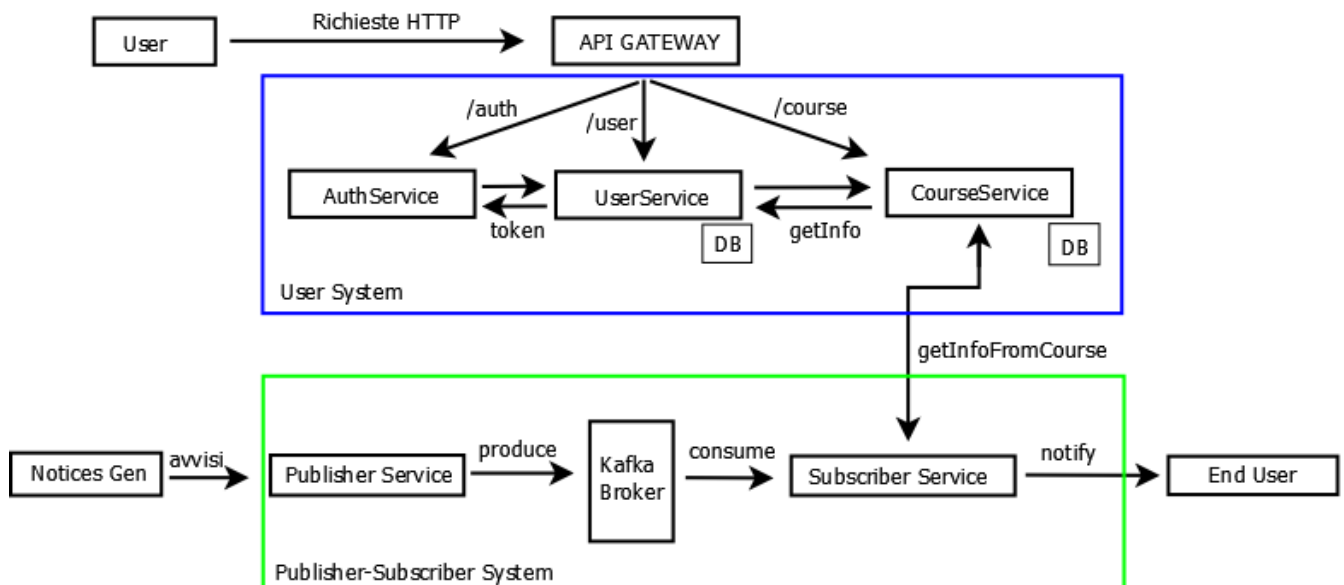 Richieste HTTP
User
API GATEWAY
/auth
/user
/course
AuthService
UserService
CourseService
token
getInfo
DB
DB
User System
getInfoFromCourse
Notices Gen
avvisi
Publisher Service
produce
Kafka
Broker
consume
Subscriber Service
notify
End User
Publisher-Subscriber System